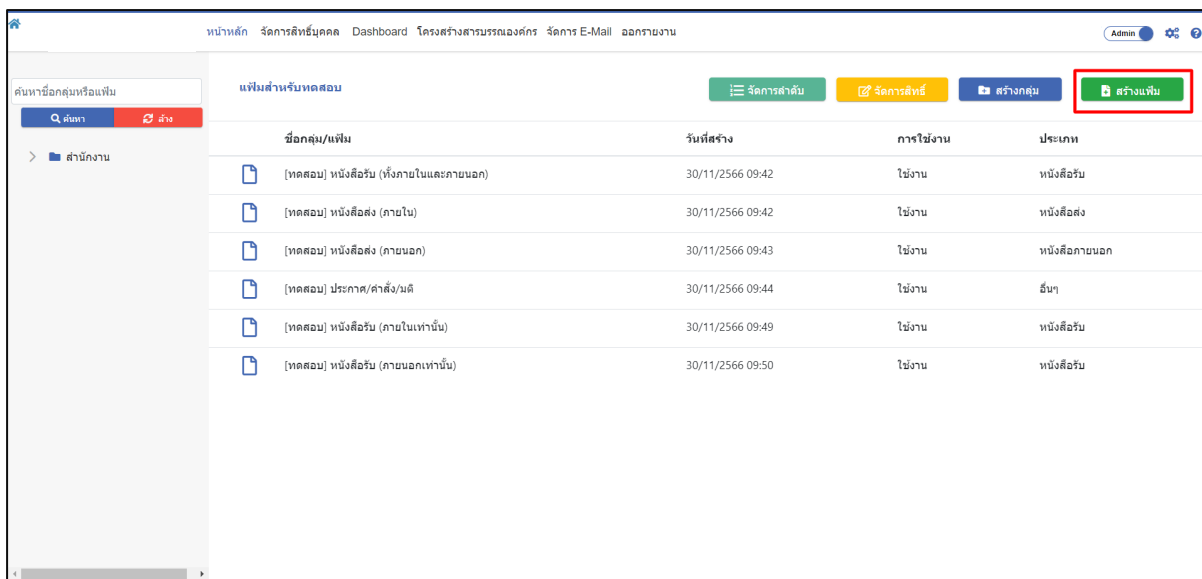 หน้าหลัก จัดการสิทธิ์บุคคล Dashboard โครงสร้างสารบรรณองค์กร จัดการ E-Mail ออกรายงาน Admin
ค้นหาชื่อกลุ่มหรือแฟ้ม
ค้นหา ล้าง
สำนักงาน
แฟ้มสำหรับทดสอบ จัดการลำดับ จัดการสิทธิ์ สร้างกลุ่ม สร้างแฟ้ม
ชื่อกลุ่ม/แฟ้ม วันที่สร้าง การใช้งาน ประเภท
[ทดสอบ] หนังสือรับ (ทั้งภายในและภายนอก) 30/11/2566 09:42 ใช้งาน หนังสือรับ
[ทดสอบ] หนังสือส่ง (ภายใน) 30/11/2566 09:42 ใช้งาน หนังสือส่ง
[ทดสอบ] หนังสือส่ง (ภายนอก) 30/11/2566 09:43 ใช้งาน หนังสือภายนอก
[ทดสอบ] ประกาศ/คำสั่ง/มติ 30/11/2566 09:44 ใช้งาน อื่นๆ
[ทดสอบ] หนังสือรับ (ภายในเท่านั้น) 30/11/2566 09:49 ใช้งาน หนังสือรับ
[ทดสอบ] หนังสือรับ (ภายนอกเท่านั้น) 30/11/2566 09:50 ใช้งาน หนังสือรับ